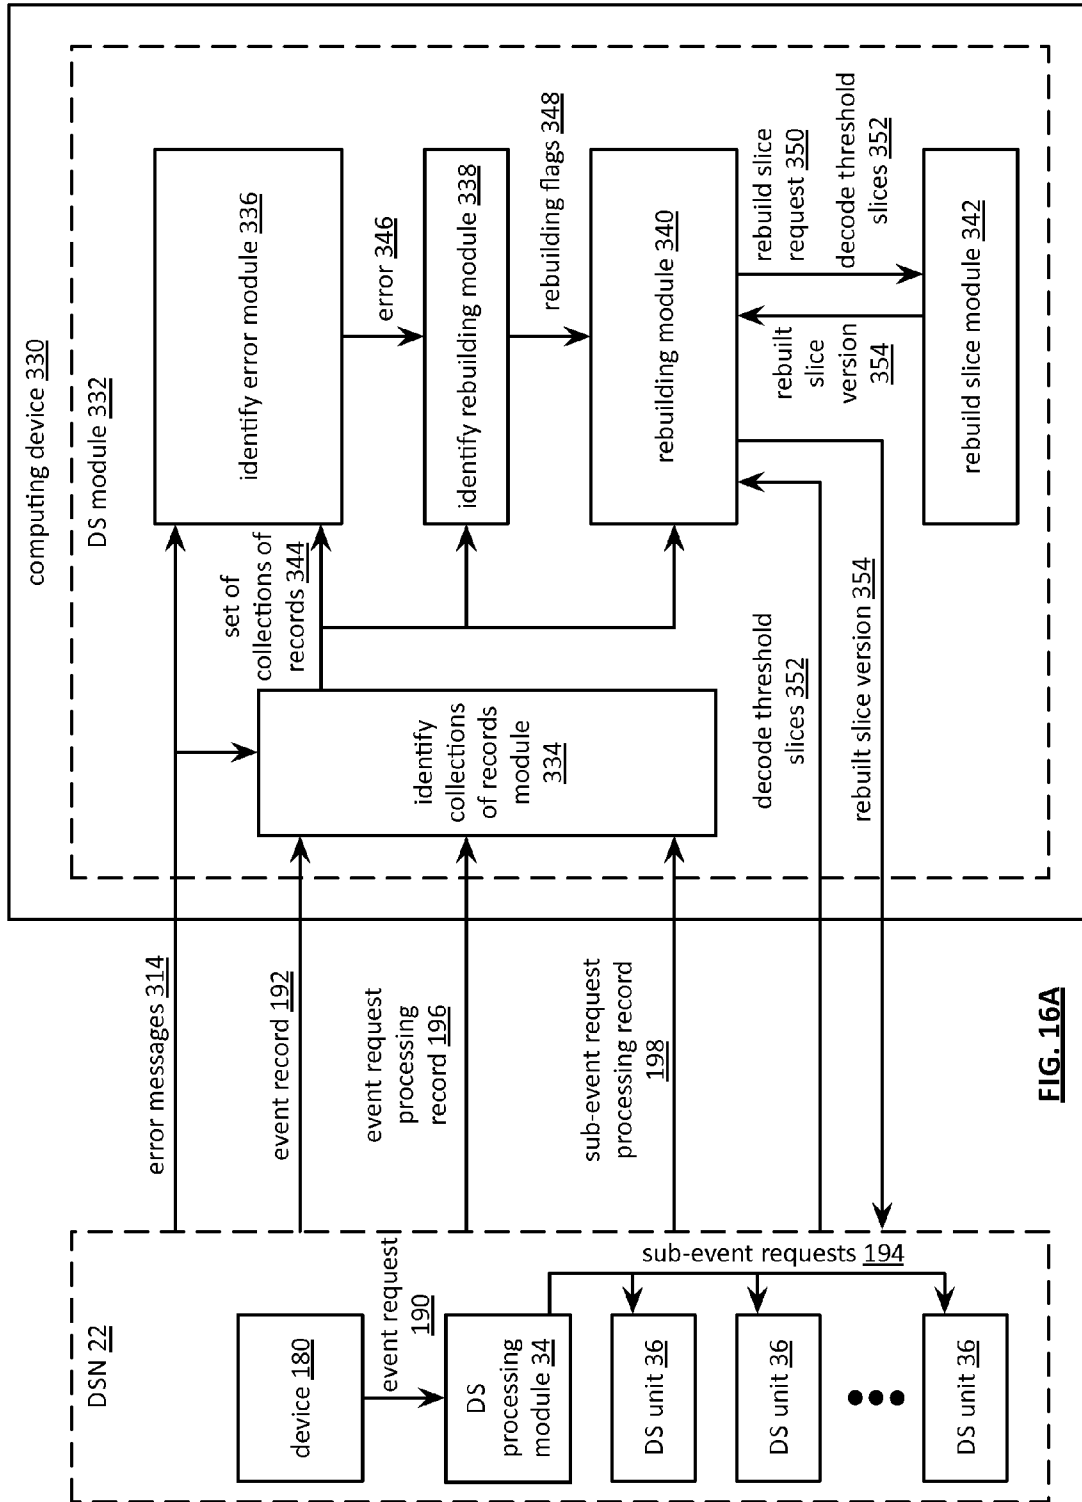 computing device 330
DS module 332
identify error module 336
error 346
identify rebuilding module 338
rebuilding flags 348
rebuilding module 340
rebuild slice
request 350
decode threshold
slices 352
rebuilt
slice
version
354
rebuild slice module 342
set of
collections of
records 344
identify
collections
of records
module
334
decode threshold
slices 352
rebuilt slice version 354
error messages 314
event record 192
event request
processing
record 196
sub-event request
processing record
198
DSN 22
device 180
event request
190
DS
processing
module 34
sub-event requests 194
DS unit 36
DS unit 36
DS unit 36
FIG. 16A